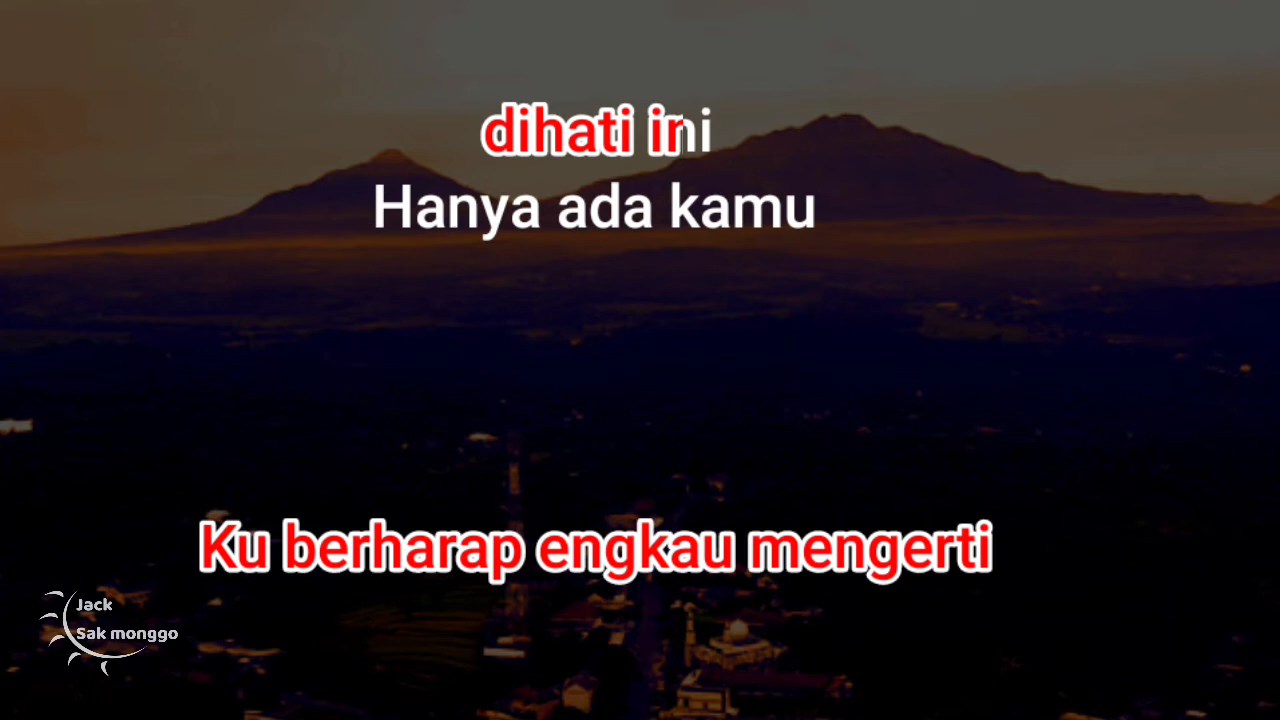 dihati ini
Hanya ada kamu
Ku berharap engkau mengerti
Jack
Sak monggo